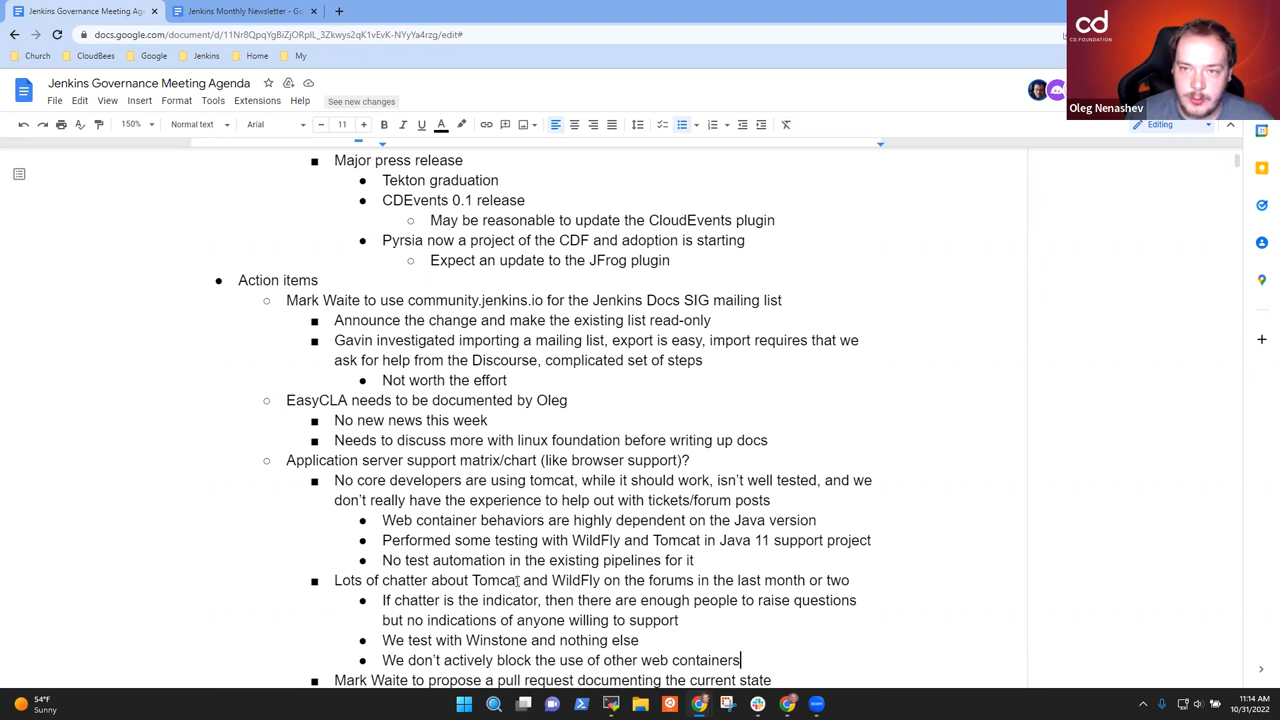 Jenkins Governance Meeting Age
Jenkins Monthly Newsletter - Go
docs.google.com/document/d/11Nr8QpqYgBiZjORpIL_3Zkwys2qK1vEvK-NYyYa4rzg/edit#
Church
CloudBees
Google
Jenkins
Home
My
Jenkins Governance Meeting Agenda
File Edit View Insert Format Tools Extensions Help
See new changes
150%
Normal text
Arial
11
Editing
cd
CD.FOUNDATION
Oleg Nenashev
Major press release
Tekton graduation
CDEvents 0.1 release
May be reasonable to update the CloudEvents plugin
Pyrsia now a project of the CDF and adoption is starting
Expect an update to the JFrog plugin
Action items
Mark Waite to use community.jenkins.io for the Jenkins Docs SIG mailing list
Announce the change and make the existing list read-only
Gavin investigated importing a mailing list, export is easy, import requires that we
ask for help from the Discourse, complicated set of steps
Not worth the effort
EasyCLA needs to be documented by Oleg
No new news this week
Needs to discuss more with linux foundation before writing up docs
Application server support matrix/chart (like browser support)?
No core developers are using tomcat, while it should work, isn't well tested, and we
don't really have the experience to help out with tickets/forum posts
Web container behaviors are highly dependent on the Java version
Performed some testing with WildFly and Tomcat in Java 11 support project
No test automation in the existing pipelines for it
Lots of chatter about Tomcat and WildFly on the forums in the last month or two
If chatter is the indicator, then there are enough people to raise questions
but no indications of anyone willing to support
We test with Winstone and nothing else
We don't actively block the use of other web containers
Mark Waite to propose a pull request documenting the current state
54°F
Sunny
11:14 AM
10/31/2022